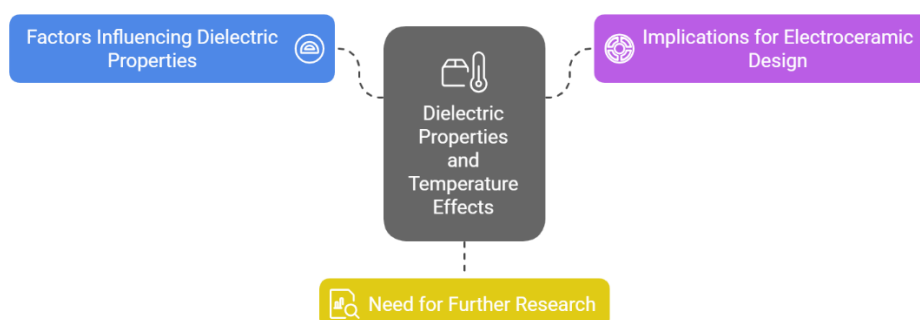 Factors Influencing Dielectric
Properties
Implications for Electroceramic
Design
Dielectric
Properties
and
Temperature
Effects
Need for Further Research